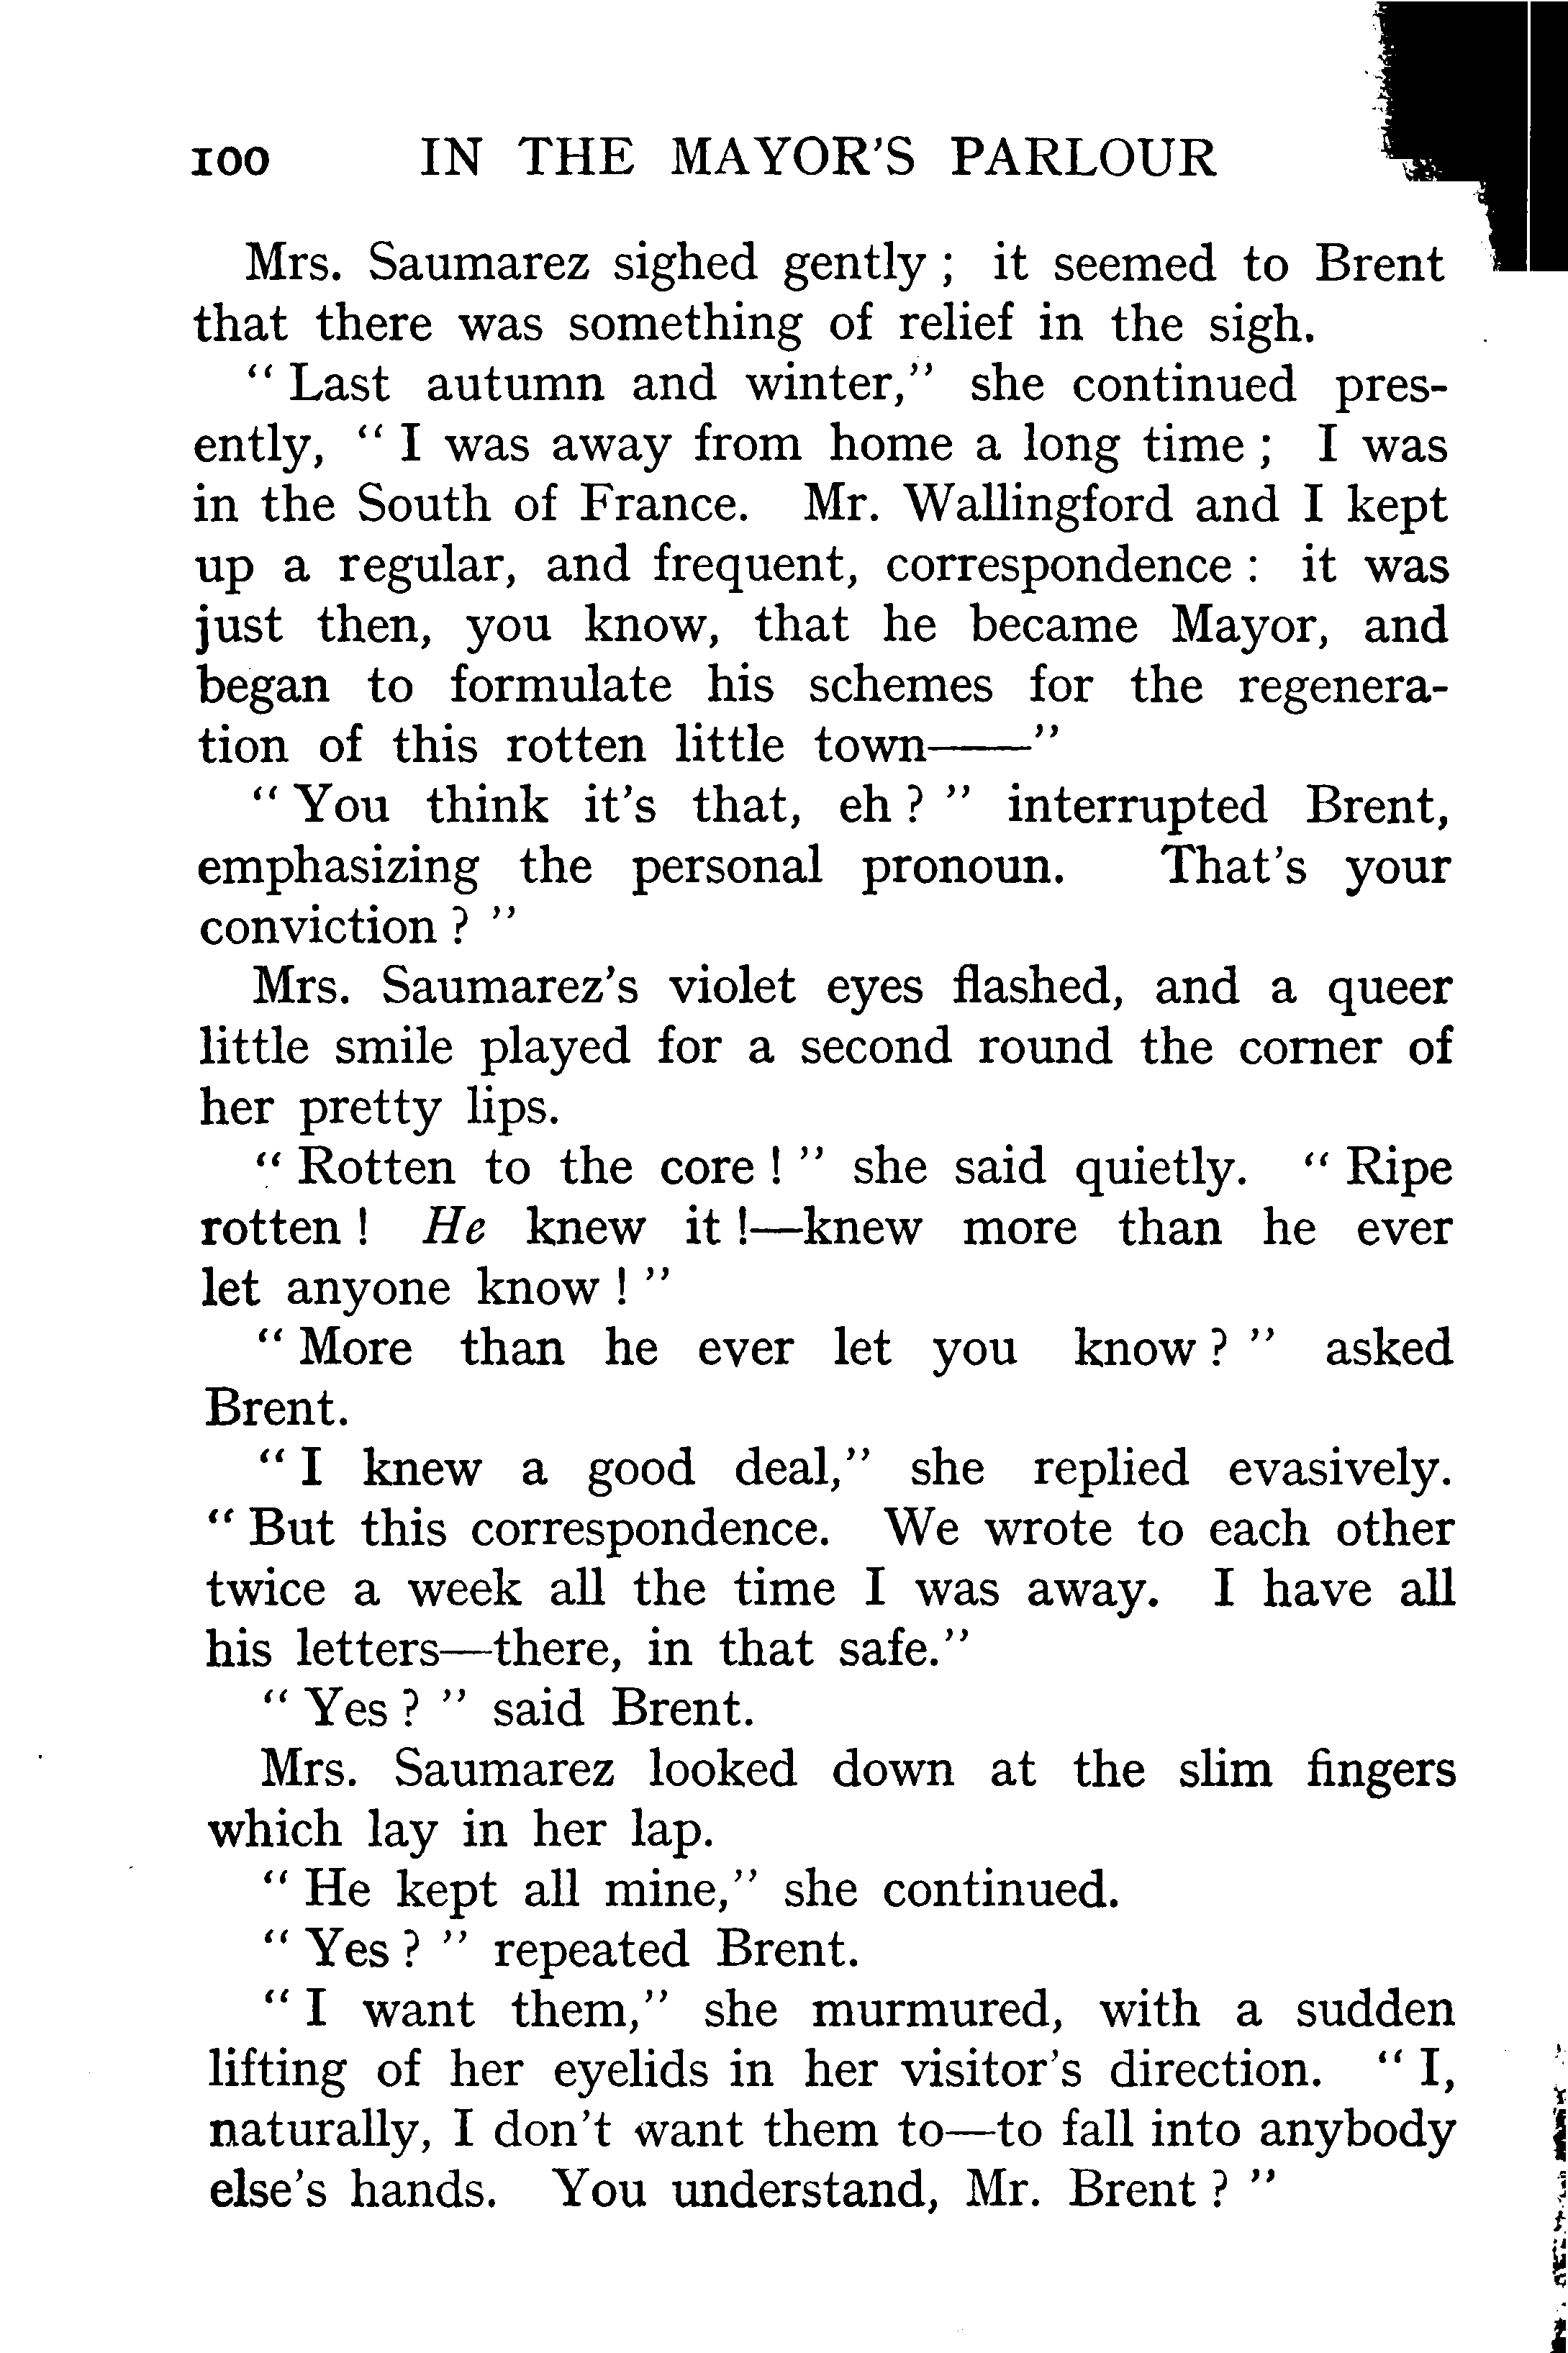 100 IN THE MAYOR'S PARLOUR
Mrs. Saumarez sighed gently ; it seemed to Brent
that there was something of relief in the sigh.
“ Last autumn and winter,” she continued pres-
ently, “ I was away from home a long time ; I was
in the South of France. Mr. Wallingford and I kept
up a regular, and frequent, correspondence : it was
just then, you know, that he became Mayor, and
began to formulate his schemes for the regenera-
tion of this rotten little town——”
“ You think it's that, eh ? ” interrupted Brent,
emphasizing the personal pronoun. That's your
conviction ? ”
Mrs. Saumarez's violet eyes flashed, and a queer
little smile played for a second round the corner of
her pretty lips.
“ Rotten to the core ! ” she said quietly. “ Ripe
rotten ! He knew it !—knew more than he ever
let anyone know ! ”
“ More than he ever let you know ? ” asked
Brent.
“ I knew a good deal,” she replied evasively.
“ But this correspondence. We wrote to each other
twice a week all the time I was away. I have all
his letters—there, in that safe.”
“ Yes ? ” said Brent.
Mrs. Saumarez looked down at the slim fingers
which lay in her lap.
“ He kept all mine,” she continued.
“ Yes ? ” repeated Brent.
“ I want them,” she murmured, with a sudden
lifting of her eyelids in her visitor's direction. “ I,
naturally, I don't want them to—to fall into anybody
else's hands. You understand, Mr. Brent ? ”